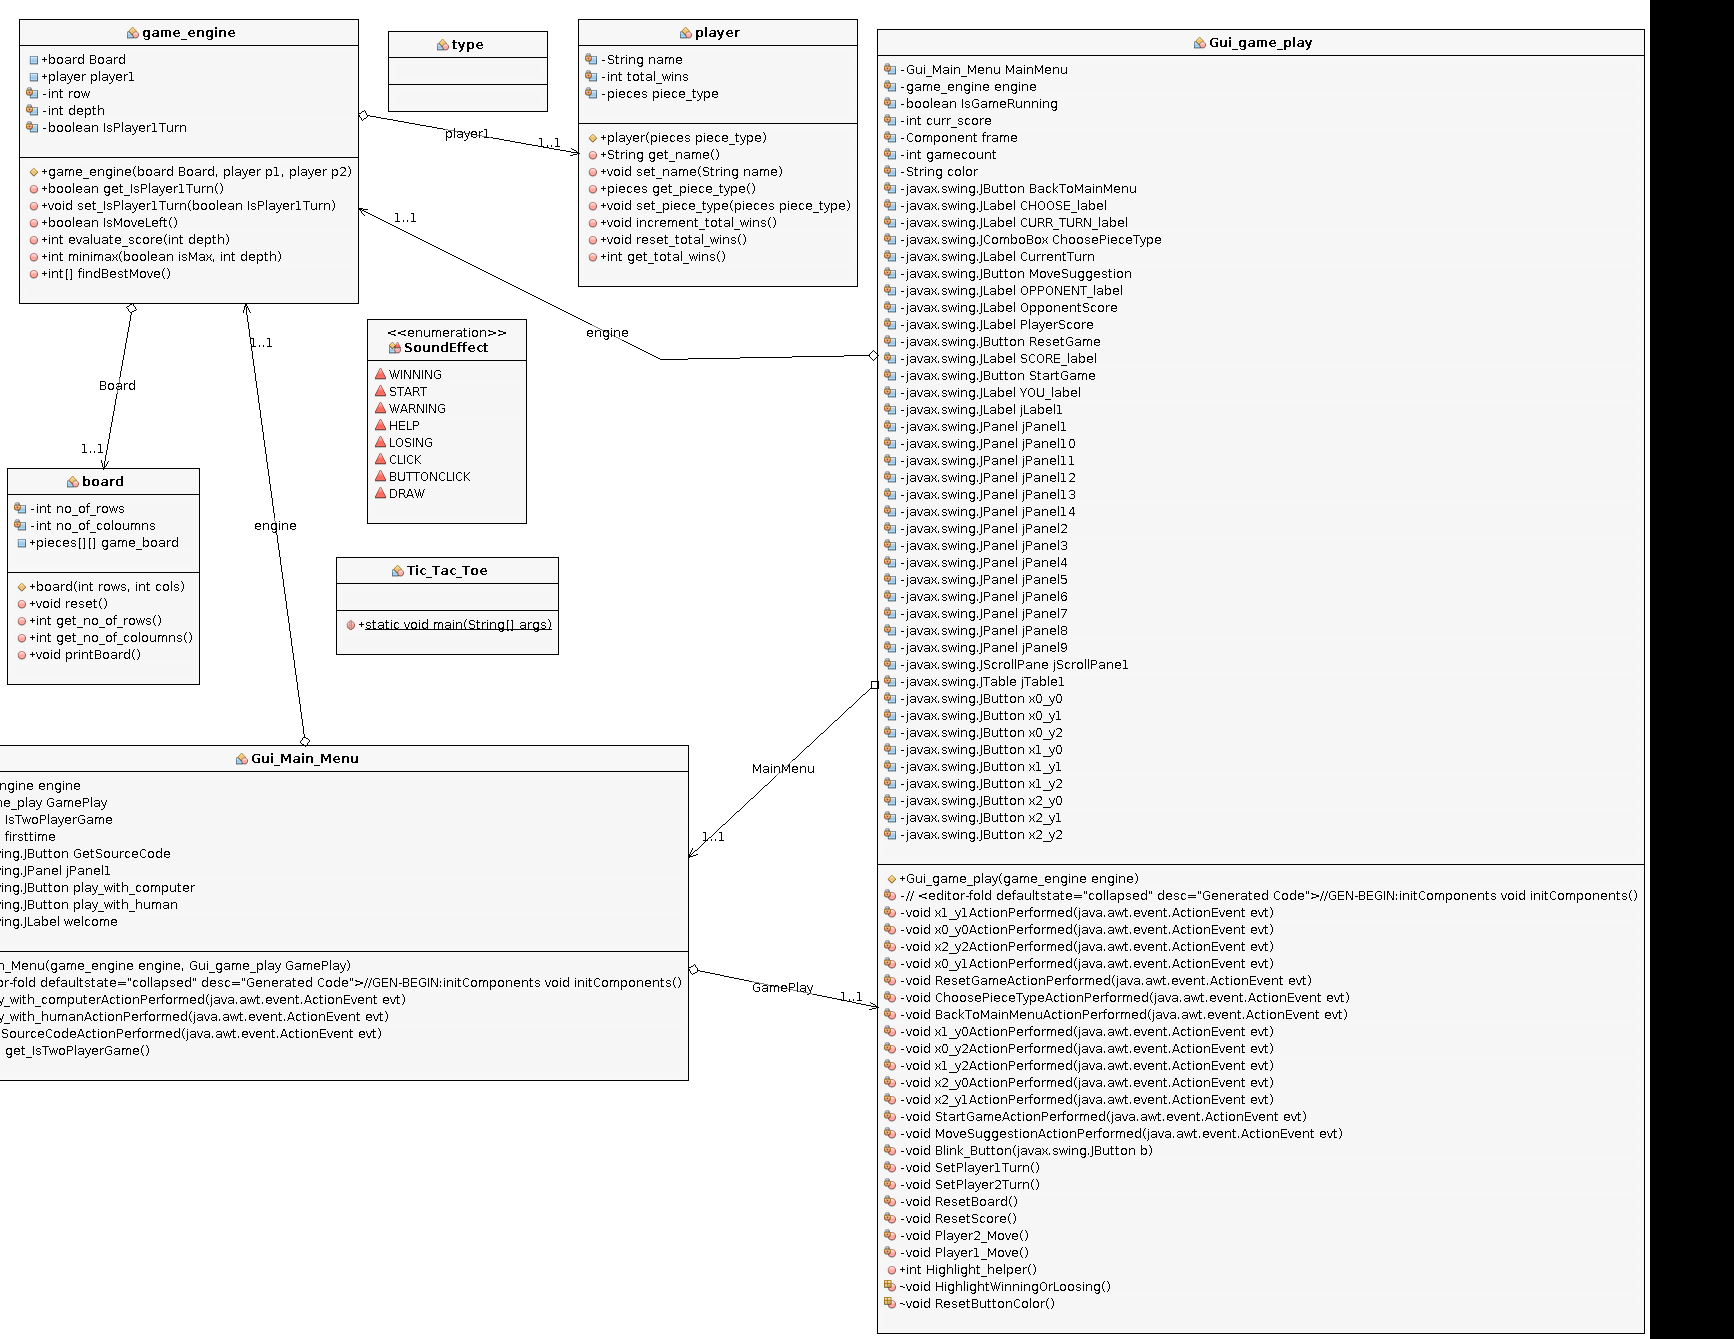 game_engine
+board Board
+player player1
-int row
-int depth
-boolean IsPlayer1Turn
+game_engine(board Board, player p1, player p2)
+boolean get_IsPlayer1Turn()
+void set_IsPlayer1Turn(boolean IsPlayer1Turn)
+boolean IsMoveLeft()
+int evaluate_score(int depth)
+int minimax(boolean isMax, int depth)
+int[] findBestMove()
type
player
-String name
-int total_wins
-pieces piece_type
+player(pieces piece_type)
+String get_name()
+void set_name(String name)
+pieces get_piece_type()
+void set_piece_type(pieces piece_type)
+void increment_total_wins()
+void reset_total_wins()
+int get_total_wins()
player1
1..1
1..1
engine
1..1
Board
1..1
engine
<<enumeration>>
SoundEffect
WINNING
START
WARNING
HELP
LOSING
CLICK
BUTTONCLICK
DRAW
board
-int no_of_rows
-int no_of_coloumns
+pieces[][] game_board
+board(int rows, int cols)
+void reset()
+int get_no_of_rows()
+int get_no_of_coloumns()
+void printBoard()
Tic_Tac_Toe
+static void main(String[] args)
MainMenu
1..1
Gui_Main_Menu
ngine engine
ne_play GamePlay
IsTwoPlayerGame
firsttime
ving.JButton GetSourceCode
ving.JPanel jPanel1
ving.JButton play_with_computer
ving.JButton play_with_human
ving.JLabel welcome
n_Menu(game_engine engine, Gui_game_play GamePlay)
or-fold defaultstate="collapsed" desc="Generated Code">//GEN-BEGIN:initComponents void initComponents()
y_with_computerActionPerformed(java.awt.event.ActionEvent evt)
y_with_humanActionPerformed(java.awt.event.ActionEvent evt)
SourceCodeActionPerformed(java.awt.event.ActionEvent evt)
get_IsTwoPlayerGame()
GamePlay
1..1
Gui_game_play
-Gui_Main_Menu MainMenu
-game_engine engine
-boolean IsGameRunning
-int curr_score
-Component frame
-int gamecount
-String color
-javax.swing.JButton BackToMainMenu
-javax.swing.JLabel CHOOSE_label
-javax.swing.JLabel CURR_TURN_label
-javax.swing.JComboBox ChoosePieceType
-javax.swing.JLabel CurrentTurn
-javax.swing.JButton MoveSuggestion
-javax.swing.JLabel OPPONENT_label
-javax.swing.JLabel OpponentScore
-javax.swing.JLabel PlayerScore
-javax.swing.JButton ResetGame
-javax.swing.JLabel SCORE_label
-javax.swing.JButton StartGame
-javax.swing.JLabel YOU_label
-javax.swing.JLabel jLabel1
-javax.swing.JPanel jPanel1
-javax.swing.JPanel jPanel10
-javax.swing.JPanel jPanel11
-javax.swing.JPanel jPanel12
-javax.swing.JPanel jPanel13
-javax.swing.JPanel jPanel14
-javax.swing.JPanel jPanel2
-javax.swing.JPanel jPanel3
-javax.swing.JPanel jPanel4
-javax.swing.JPanel jPanel5
-javax.swing.JPanel jPanel6
-javax.swing.JPanel jPanel7
-javax.swing.JPanel jPanel8
-javax.swing.JPanel jPanel9
-javax.swing.JScrollPane jScrollPane1
-javax.swing.JTable jTable1
-javax.swing.JButton x0_y0
-javax.swing.JButton x0_y1
-javax.swing.JButton x0_y2
-javax.swing.JButton x1_y0
-javax.swing.JButton x1_y1
-javax.swing.JButton x1_y2
-javax.swing.JButton x2_y0
-javax.swing.JButton x2_y1
-javax.swing.JButton x2_y2
+Gui_game_play(game_engine engine)
-// <editor-fold defaultstate="collapsed" desc="Generated Code">//GEN-BEGIN:initComponents void initComponents()
-void x1_y1ActionPerformed(java.awt.event.ActionEvent evt)
-void x0_y0ActionPerformed(java.awt.event.ActionEvent evt)
-void x2_y2ActionPerformed(java.awt.event.ActionEvent evt)
-void x0_y1ActionPerformed(java.awt.event.ActionEvent evt)
-void ResetGameActionPerformed(java.awt.event.ActionEvent evt)
-void ChoosePieceTypeActionPerformed(java.awt.event.ActionEvent evt)
-void BackToMainMenuActionPerformed(java.awt.event.ActionEvent evt)
-void x1_y0ActionPerformed(java.awt.event.ActionEvent evt)
-void x0_y2ActionPerformed(java.awt.event.ActionEvent evt)
-void x1_y2ActionPerformed(java.awt.event.ActionEvent evt)
-void x2_y0ActionPerformed(java.awt.event.ActionEvent evt)
-void x2_y1ActionPerformed(java.awt.event.ActionEvent evt)
-void StartGameActionPerformed(java.awt.event.ActionEvent evt)
-void MoveSuggestionActionPerformed(java.awt.event.ActionEvent evt)
-void Blink_Button(javax.swing.JButton b)
-void SetPlayer1Turn()
-void SetPlayer2Turn()
-void ResetBoard()
-void ResetScore()
-void Player2_Move()
-void Player1_Move()
+int Highlight_helper()
~void HighlightWinningOrLoosing()
~void ResetButtonColor()